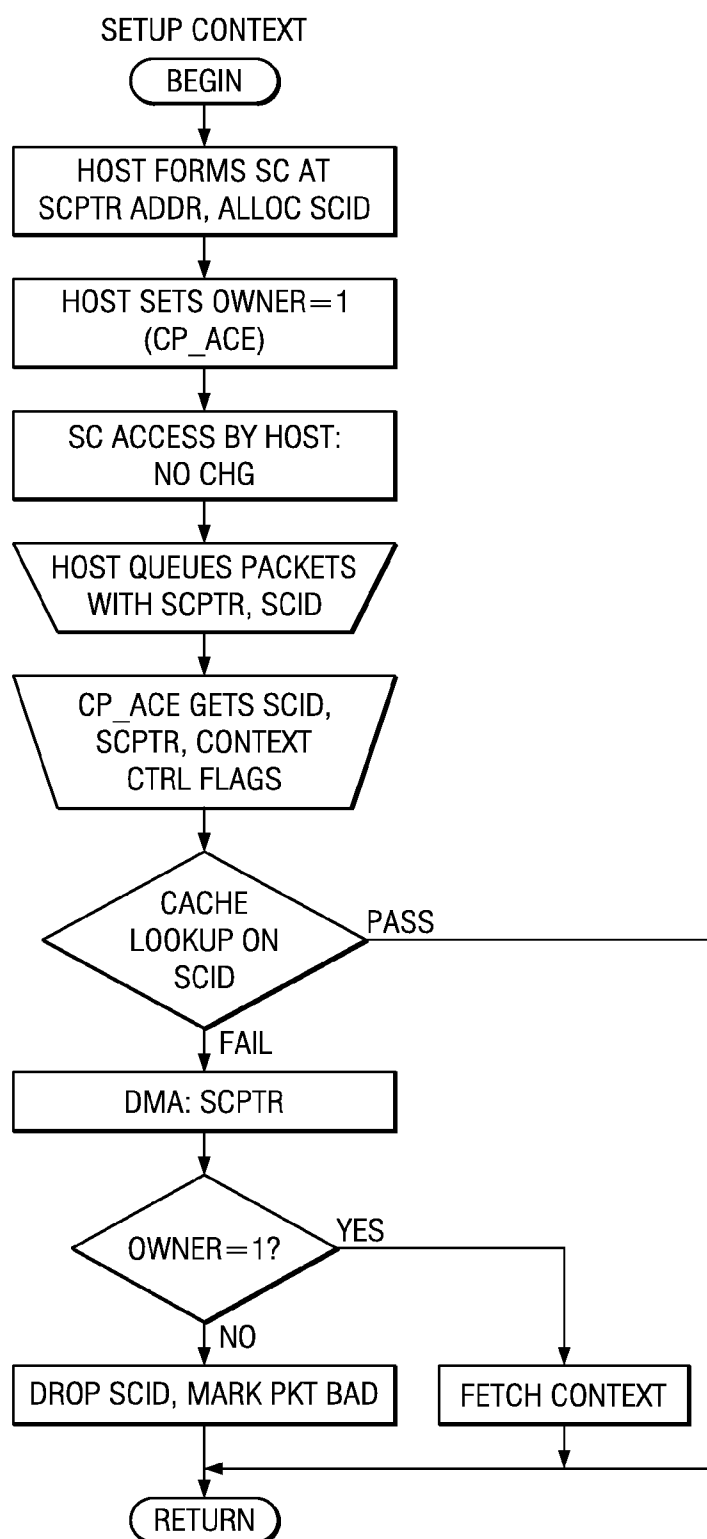 SETUP CONTEXT
BEGIN
HOST FORMS SC AT
SCPTR ADDR, ALLOC SCID
HOST SETS OWNER=1
(CP_ACE)
SC ACCESS BY HOST:
NO CHG
HOST QUEUES PACKETS
WITH SCPTR, SCID
CP_ACE GETS SCID,
SCPTR, CONTEXT
CTRL FLAGS
CACHE
LOOKUP ON
SCID
PASS
FAIL
DMA: SCPTR
OWNER=1?
YES
NO
DROP SCID, MARK PKT BAD
FETCH CONTEXT
RETURN